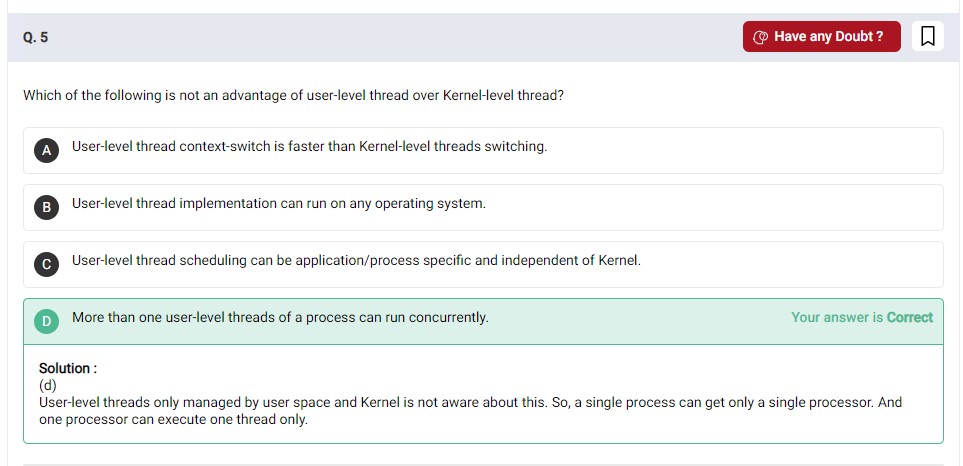 Q. 5
Have any Doubt ?
Which of the following is not an advantage of user-level thread over Kernel-level thread?
A
User-level thread context-switch is faster than Kernel-level threads switching.
B
User-level thread implementation can run on any operating system.
C
User-level thread scheduling can be application/process specific and independent of Kernel.
D
More than one user-level threads of a process can run concurrently.
Your answer is Correct
Solution :
(d)
User-level threads only managed by user space and Kernel is not aware about this. So, a single process can get only a single processor. And
one processor can execute one thread only.